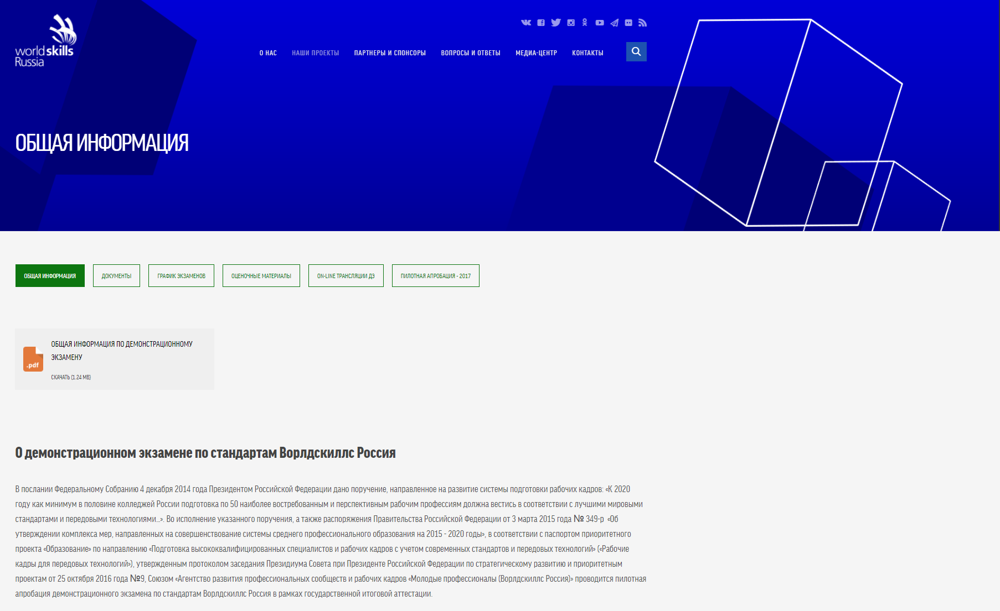 world skills
Russia
О НАС
НАШИ ПРОЕКТЫ
ПАРТНЕРЫ И СПОНСОРЫ
ВОПРОСЫ И ОТВЕТЫ
МЕДИА-ЦЕНТР
КОНТАКТЫ
ОБЩАЯ ИНФОРМАЦИЯ
ОБЩАЯ ИНФОРМАЦИЯ
ДОКУМЕНТЫ
ГРАФИК ЭКЗАМЕНОВ
ОЦЕНОЧНЫЕ МАТЕРИАЛЫ
ON-LINE ТРАНСЛЯЦИИ ДЭ
ПИЛОТНАЯ АПРОБАЦИЯ - 2017
.pdf
ОБЩАЯ ИНФОРМАЦИЯ ПО ДЕМОНСТРАЦИОННОМУ
ЭКЗАМЕНУ
СКАЧАТЬ (1.24 MB)
О демонстрационном экзамене по стандартам Ворлдскиллс Россия
В послании Федеральному Собранию 4 декабря 2014 года Президентом Российской Федерации дано поручение, направленное на развитие системы подготовки рабочих кадров: «К 2020
году как минимум в половине колледжей России подготовка по 50 наиболее востребованным и перспективным рабочим профессиям должна вестись в соответствии с лучшими мировыми
стандартами и передовыми технологиями…». Во исполнение указанного поручения, а также распоряжения Правительства Российской Федерации от 3 марта 2015 года № 349-р «Об
утверждении комплекса мер, направленных на совершенствование системы среднего профессионального образования на 2015 - 2020 годы», в соответствии с паспортом приоритетного
проекта «Образование» по направлению «Подготовка высококвалифицированных специалистов и рабочих кадров с учетом современных стандартов и передовых технологий» («Рабочие
кадры для передовых технологий»), утвержденным протоколом заседания Президиума Совета при Президенте Российской Федерации по стратегическому развитию и приоритетным
проектам от 25 октября 2016 года №9, Союзом «Агентство развития профессиональных сообществ и рабочих кадров «Молодые профессионалы (Ворлдскиллс Россия)» проводится пилотная
апробация демонстрационного экзамена по стандартам Ворлдскиллс Россия в рамках государственной итоговой аттестации.